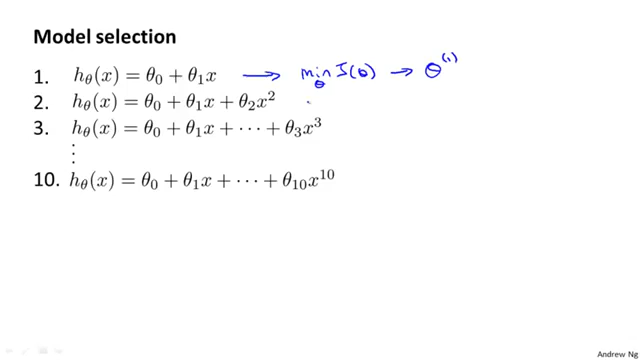 Model selection
1. hθ(x) = θ0 + θ1x → min θ J(θ) → θ(1)
2. hθ(x) = θ0 + θ1x + θ2x²
3. hθ(x) = θ0 + θ1x + ⋯ + θ3x³
⋮
10. hθ(x) = θ0 + θ1x + ⋯ + θ10x¹⁰
Andrew Ng